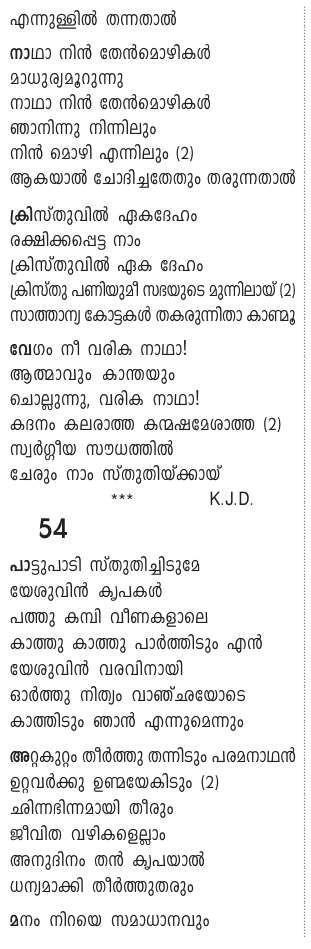 എന്നുള്ളിൽ തന്നതാൽ
നാഥാ നിൻ തേൻമൊഴികൾ
മാധുര്യമൂറുന്നു
നാഥാ നിൻ തേൻമൊഴികൾ
ഞാനിന്നു നിന്നിലും
നിൻ മൊഴി എന്നിലും (2)
ആകയാൽ ചോദിച്ചതേതും തരുന്നതാൽ
ക്രിസ്തുവിൽ ഏകദേഹം
രക്ഷിക്കപ്പെട്ട നാം
ക്രിസ്തുവിൽ ഏക ദേഹം
ക്രിസ്തു പണിയുമീ സഭയുടെ മുന്നിലായ് (2)
സാത്താന്യ കോട്ടകൾ തകരുന്നിതാ കാണ്മൂ
വേഗം നീ വരിക നാഥാ!
ആത്മാവും കാന്തയും
ചൊല്ലുന്നു, വരിക നാഥാ!
കദനം കലരാത്ത കന്മഷമേശാത്ത (2)
സ്വർഗ്ഗീയ സൗധത്തിൽ
ചേരും നാം സ്തുതിയ്ക്കായ്
*** K.J.D.
54
പാട്ടുപാടി സ്തുതിച്ചിടുമേ
യേശുവിൻ കൃപകൾ
പത്തു കമ്പി വീണകളാലെ
കാത്തു കാത്തു പാർത്തിടും എൻ
യേശുവിൻ വരവിനായി
ഓർത്തു നിത്യം വാഞ്ഛയോടെ
കാത്തിടും ഞാൻ എന്നുമെന്നും
അറ്റകുറ്റം തീർത്തു തന്നിടും പരമനാഥൻ
ഉറ്റവർക്കു ഉണ്മയേകിടും (2)
ഛിന്നഭിന്നമായി തീരും
ജീവിത വഴികളെല്ലാം
അനുദിനം തൻ കൃപയാൽ
ധന്യമാക്കി തീർത്തുതരും
മനം നിറയെ സമാധാനവും